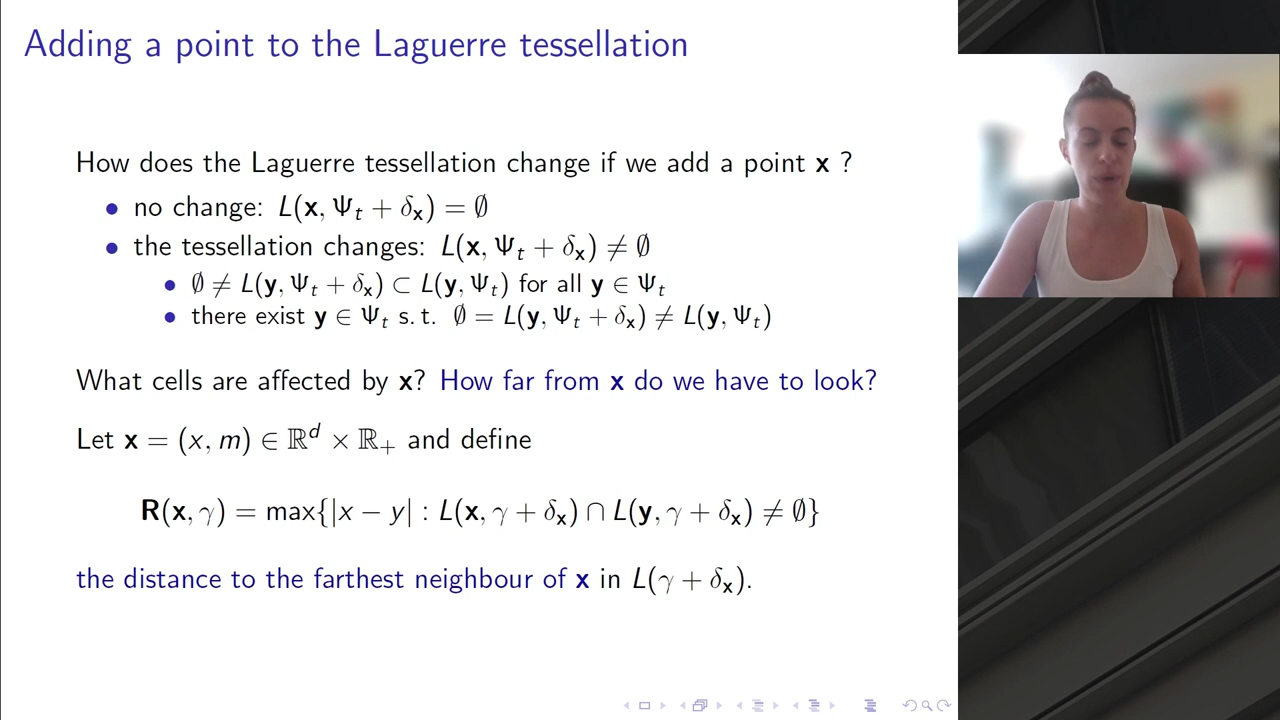 Adding a point to the Laguerre tessellation
How does the Laguerre tessellation change if we add a point 𝐱 ?
• no change: L(𝐱, Ψ_t + δ_𝐱) = ∅
• the tessellation changes: L(𝐱, Ψ_t + δ_𝐱) ≠ ∅
• ∅ ≠ L(𝐲, Ψ_t + δ_𝐱) ⊂ L(𝐲, Ψ_t) for all 𝐲 ∈ Ψ_t
• there exist 𝐲 ∈ Ψ_t s. t. ∅ = L(𝐲, Ψ_t + δ_𝐱) ≠ L(𝐲, Ψ_t)
What cells are affected by 𝐱? How far from 𝐱 do we have to look?
Let 𝐱 = (x, m) ∈ ℝ^d × ℝ_+ and define
𝐑(𝐱, γ) = max{|x − y| : L(𝐱, γ + δ_𝐱) ∩ L(𝐲, γ + δ_𝐱) ≠ ∅}
the distance to the farthest neighbour of 𝐱 in L(γ + δ_𝐱).